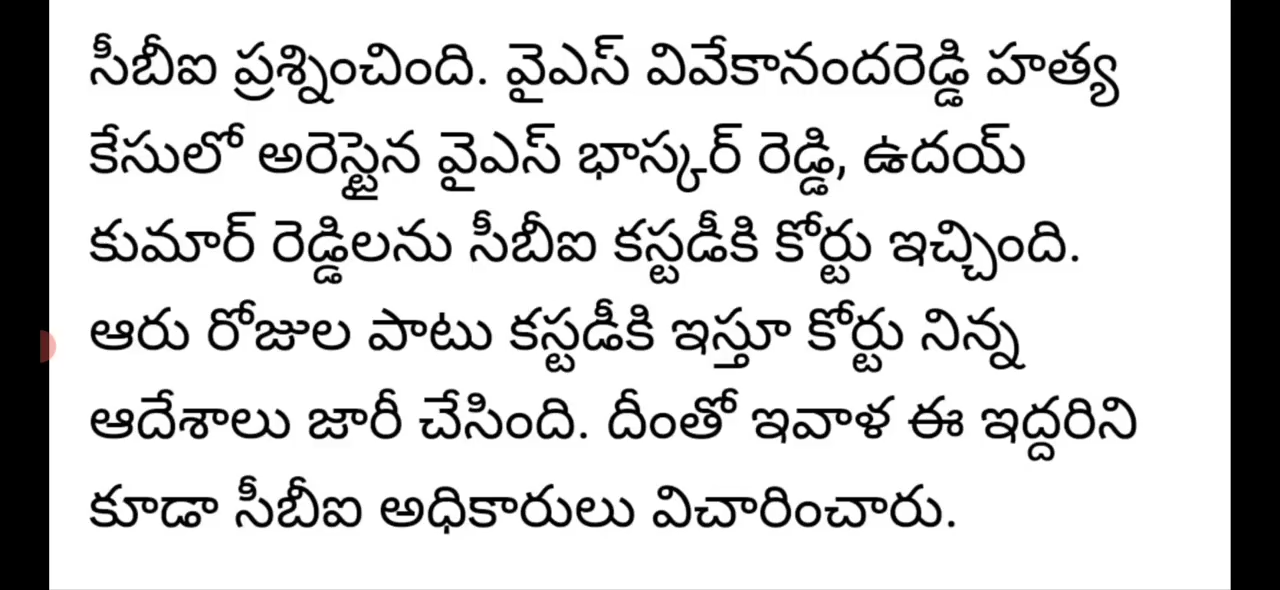 సీబీఐ ప్రశ్నించింది. వైఎస్ వివేకానందరెడ్డి హత్య
కేసులో అరెస్టైన వైఎస్ భాస్కర్ రెడ్డి, ఉదయ్
కుమార్ రెడ్డిలను సీబీఐ కస్టడీకి కోర్టు ఇచ్చింది.
ఆరు రోజుల పాటు కస్టడీకి ఇస్తూ కోర్టు నిన్న
ఆదేశాలు జారీ చేసింది. దీంతో ఇవాళ ఈ ఇద్దరిని
కూడా సీబీఐ అధికారులు విచారించారు.